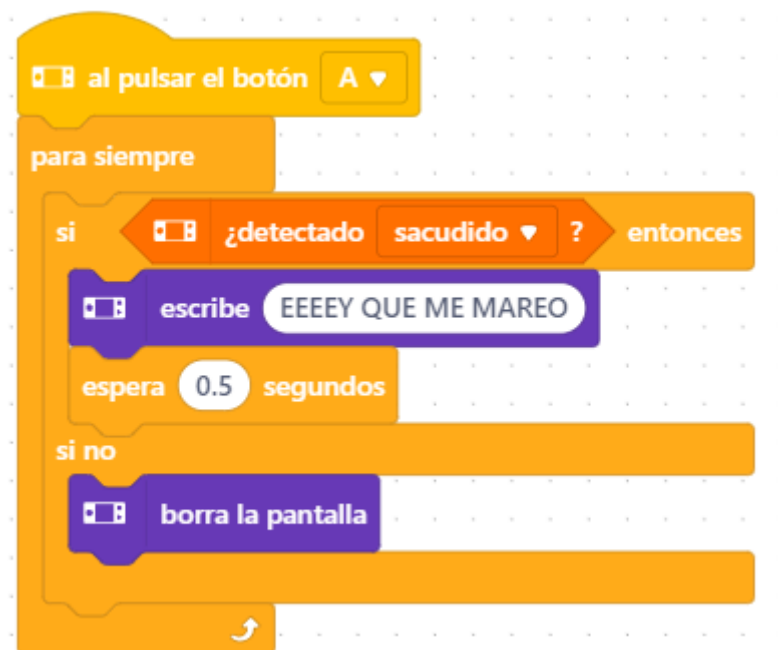 al pulsar el botón A
para siempre
si ¿detectado sacudido ? entonces
escribe EEEEY QUE ME MAREO
espera 0.5 segundos
si no
borra la pantalla